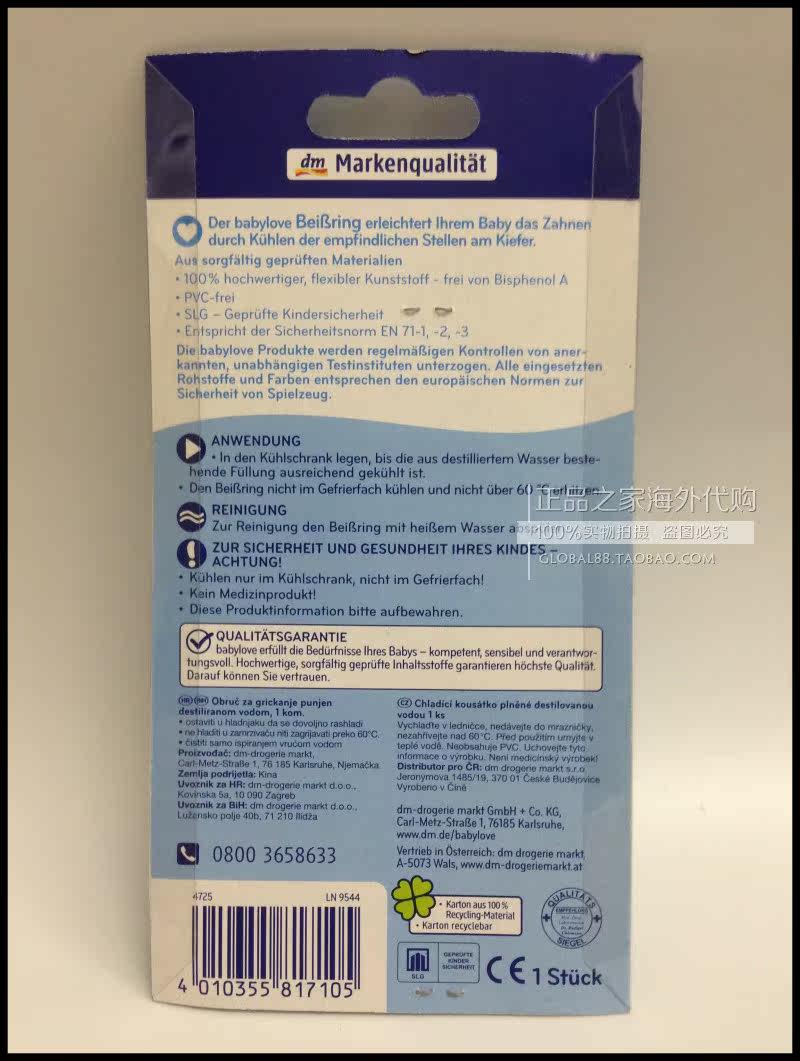 dm Markenqualität
Der babylove Beißring erleichtert Ihrem Baby das Zahnen
durch Kühlen der empfindlichen Stellen am Kiefer.
Aus sorgfältig geprüften Materialien
• 100% hochwertiger, flexibler Kunststoff - frei von Bisphenol A
• PVC-frei
• SLG – Geprüfte Kindersicherheit
• Entspricht der Sicherheitsnorm EN 71-1, -2, -3
Die babylove Produkte werden regelmäßigen Kontrollen von aner-
kannten, unabhängigen Testinstituten unterzogen. Alle eingesetzten
Rohstoffe und Farben entsprechen den europäischen Normen zur
Sicherheit von Spielzeug.
ANWENDUNG
• In den Kühlschrank legen, bis die aus destilliertem Wasser beste-
hende Füllung ausreichend gekühlt ist.
• Den Beißring nicht im Gefrierfach kühlen und nicht über 60 °C erhitzen.
正品之家海外代购
REINIGUNG
Zur Reinigung den Beißring mit heißem Wasser abspülen.
100%实物拍摄 盗图必究
GLOBAL88.TAOBAO.COM
ZUR SICHERHEIT UND GESUNDHEIT IHRES KINDES –
ACHTUNG!
• Kühlen nur im Kühlschrank, nicht im Gefrierfach!
• Kein Medizinprodukt!
• Diese Produktinformation bitte aufbewahren.
QUALITÄTSGARANTIE
babylove erfüllt die Bedürfnisse Ihres Babys – kompetent, sensibel und verantwor-
tungsvoll. Hochwertige, sorgfältig geprüfte Inhaltsstoffe garantieren höchste Qualität.
Darauf können Sie vertrauen.
HR BIH Obruč za grickanje punjen
destiliranom vodom, 1 kom.
• ostaviti u hladnjaku da se dovoljno rashladi
• ne hladiti u zamrzivaču niti zagrijavati preko 60°C.
• čistiti samo ispiranjem vrućom vodom
Proizvođač: dm-drogerie markt,
Carl-Metz-Straße 1, 76 185 Karlsruhe, Njemačka
Zemlja podrijetla: Kina
Uvoznik za HR: dm-drogerie markt d.o.o.,
Kovinska 5a, 10 090 Zagreb
Uvoznik za BiH: dm-drogerie markt d.o.o.,
Lužansko polje 40b, 71 210 Ilidža
0800 3658633
CZ Chladící kousátko plněné destilovanou
vodou 1 ks
Vychlaďte v ledničce, nedávejte do mrazničky,
nezahřívejte nad 60°C. Před použitím umyjte v
teplé vodě. Neobsahuje PVC. Uchovejte tyto
informace o výrobku. Není medicínský výrobek!
Distributor pro ČR: dm drogerie markt s.r.o.
Jeronymova 1485/19, 370 01 České Budějovice
Vyrobeno v Číně
dm-drogerie markt GmbH + Co. KG,
Carl-Metz-Straße 1, 76185 Karlsruhe,
www.dm.de/babylove
Vertrieb in Österreich: dm drogerie markt,
A-5073 Wals, www.dm-drogeriemarkt.at
4725 LN 9544
4 010355 817105
• Karton aus 100%
Recycling-Material
• Karton recyclebar
QUALITÄTS
EMPFEHLUNG
SIEGEL
SLG
GEPRÜFTE
KINDER
SICHERHEIT
CE 1 Stück